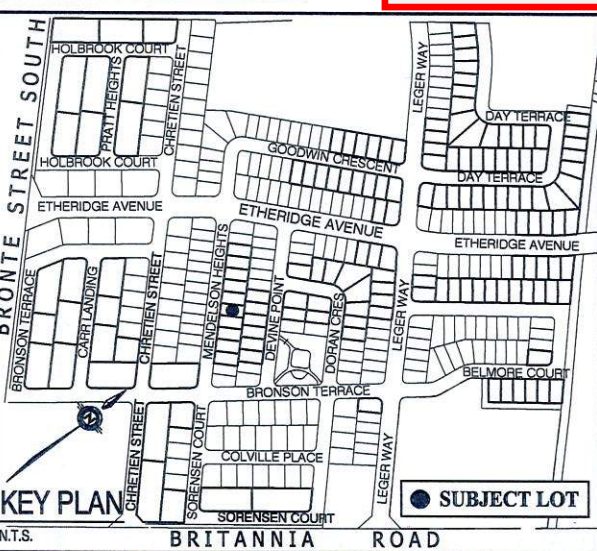 HOLBROOK COURT
PRATT HEIGHTS
CHRETIEN STREET
BRONTE STREET SOUTH
HOLBROOK COURT
GOODWIN CRESCENT
LEGER WAY
DAY TERRACE
DAY TERRACE
ETHERIDGE AVENUE
ETHERIDGE AVENUE
ETHERIDGE AVENUE
BRONSON TERRACE
CARR LANDING
CHRETIEN STREET
MENDELSON HEIGHTS
DEVINE POINT
DORAN CRES
LEGER WAY
BELMORE COURT
BRONSON TERRACE
N
CHRETIEN STREET
SORENSEN COURT
COLVILLE PLACE
LEGER WAY
KEY PLAN
SORENSEN COURT
SUBJECT LOT
N.T.S.
BRITANNIA ROAD